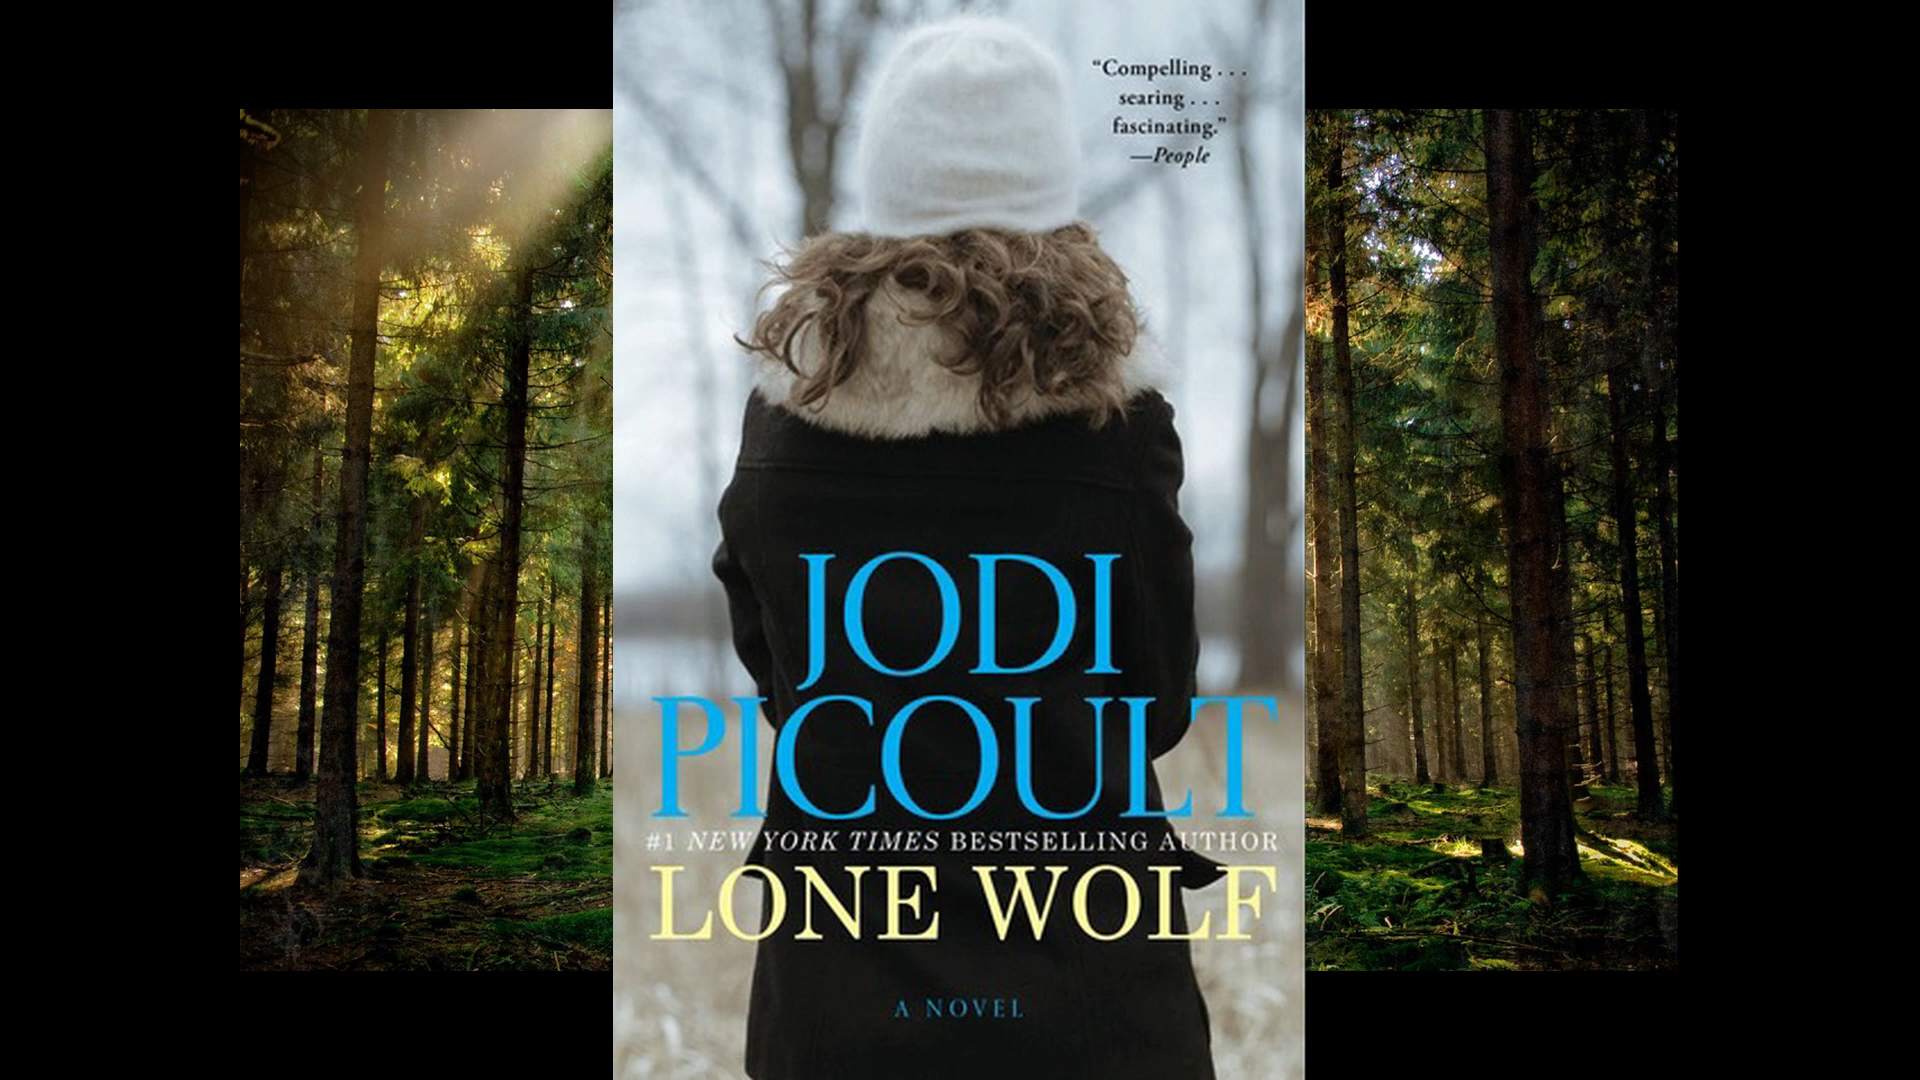 “Compelling . . .
searing . . .
fascinating.”
—People
JODI
PICOULT
#1 NEW YORK TIMES BESTSELLING AUTHOR
LONE WOLF
A NOVEL